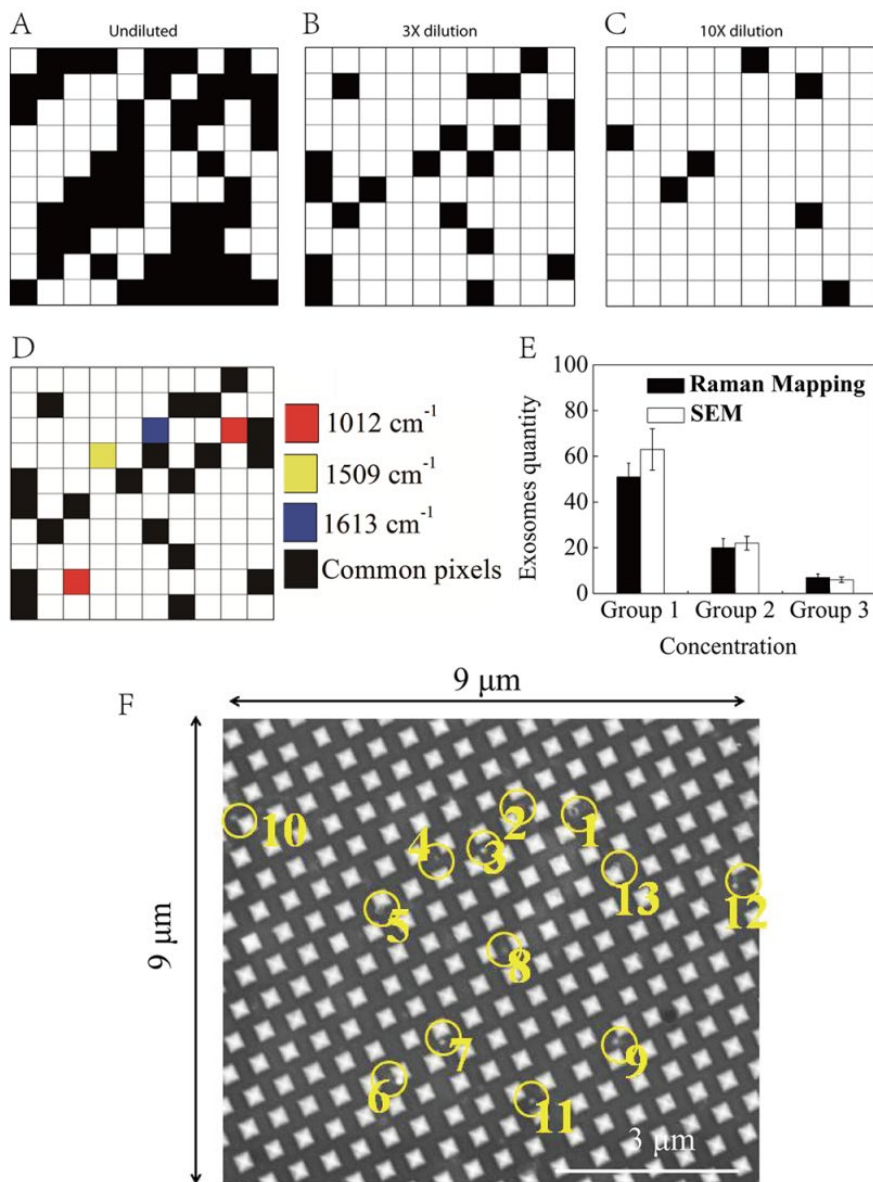 A
Undiluted
B
3X dilution
C
10X dilution
D
1012 cm⁻¹
1509 cm⁻¹
1613 cm⁻¹
Common pixels
E
Exosomes quantity
100
80
60
40
20
0
Raman Mapping
SEM
Group 1 Group 2 Group 3
Concentration
F
9 μm
9 μm
10
4
3
2
1
13
12
5
8
7
6
9
11
3 μm